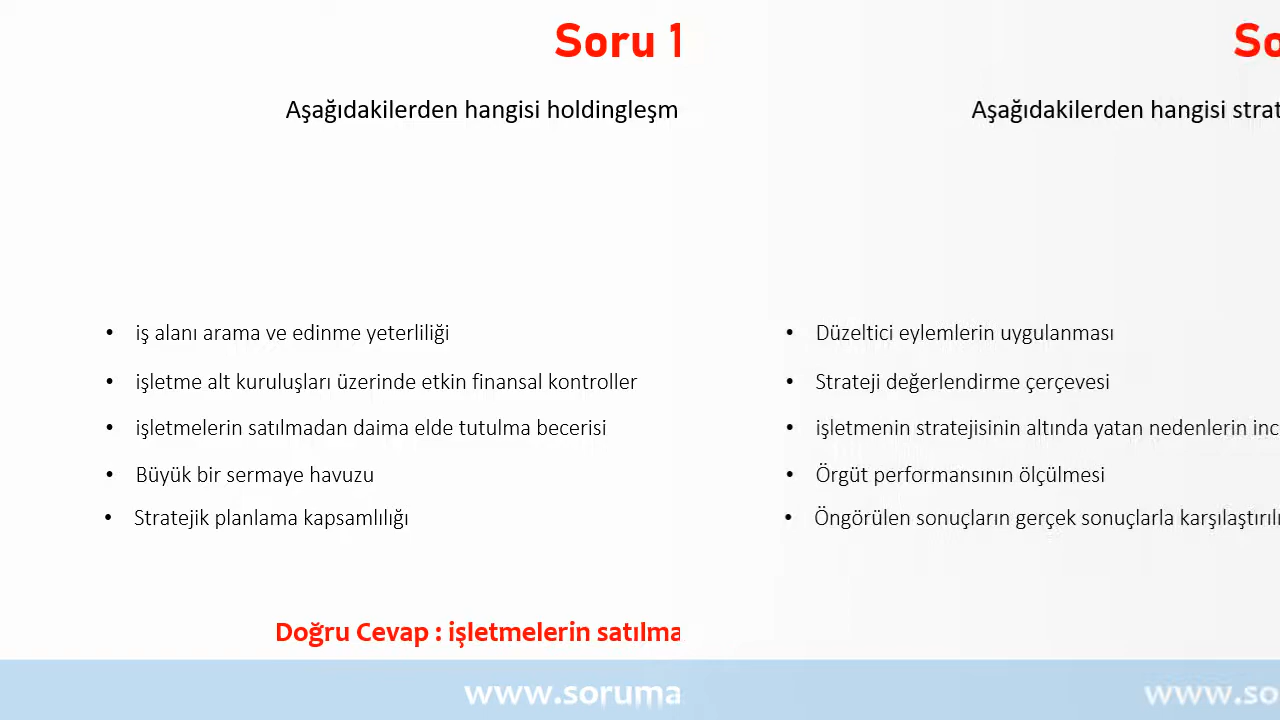 Soru 1
Aşağıdakilerden hangisi holdingleşm
• iş alanı arama ve edinme yeterliliği
• işletme alt kuruluşları üzerinde etkin finansal kontroller
• işletmelerin satılmadan daima elde tutulma becerisi
• Büyük bir sermaye havuzu
• Stratejik planlama kapsamlılığı
Doğru Cevap : işletmelerin satılma
www.soruma
So
Aşağıdakilerden hangisi strat
• Düzeltici eylemlerin uygulanması
• Strateji değerlendirme çerçevesi
• işletmenin stratejisinin altında yatan nedenlerin inc
• Örgüt performansının ölçülmesi
• Öngörülen sonuçların gerçek sonuçlarla karşılaştırılı
www.so